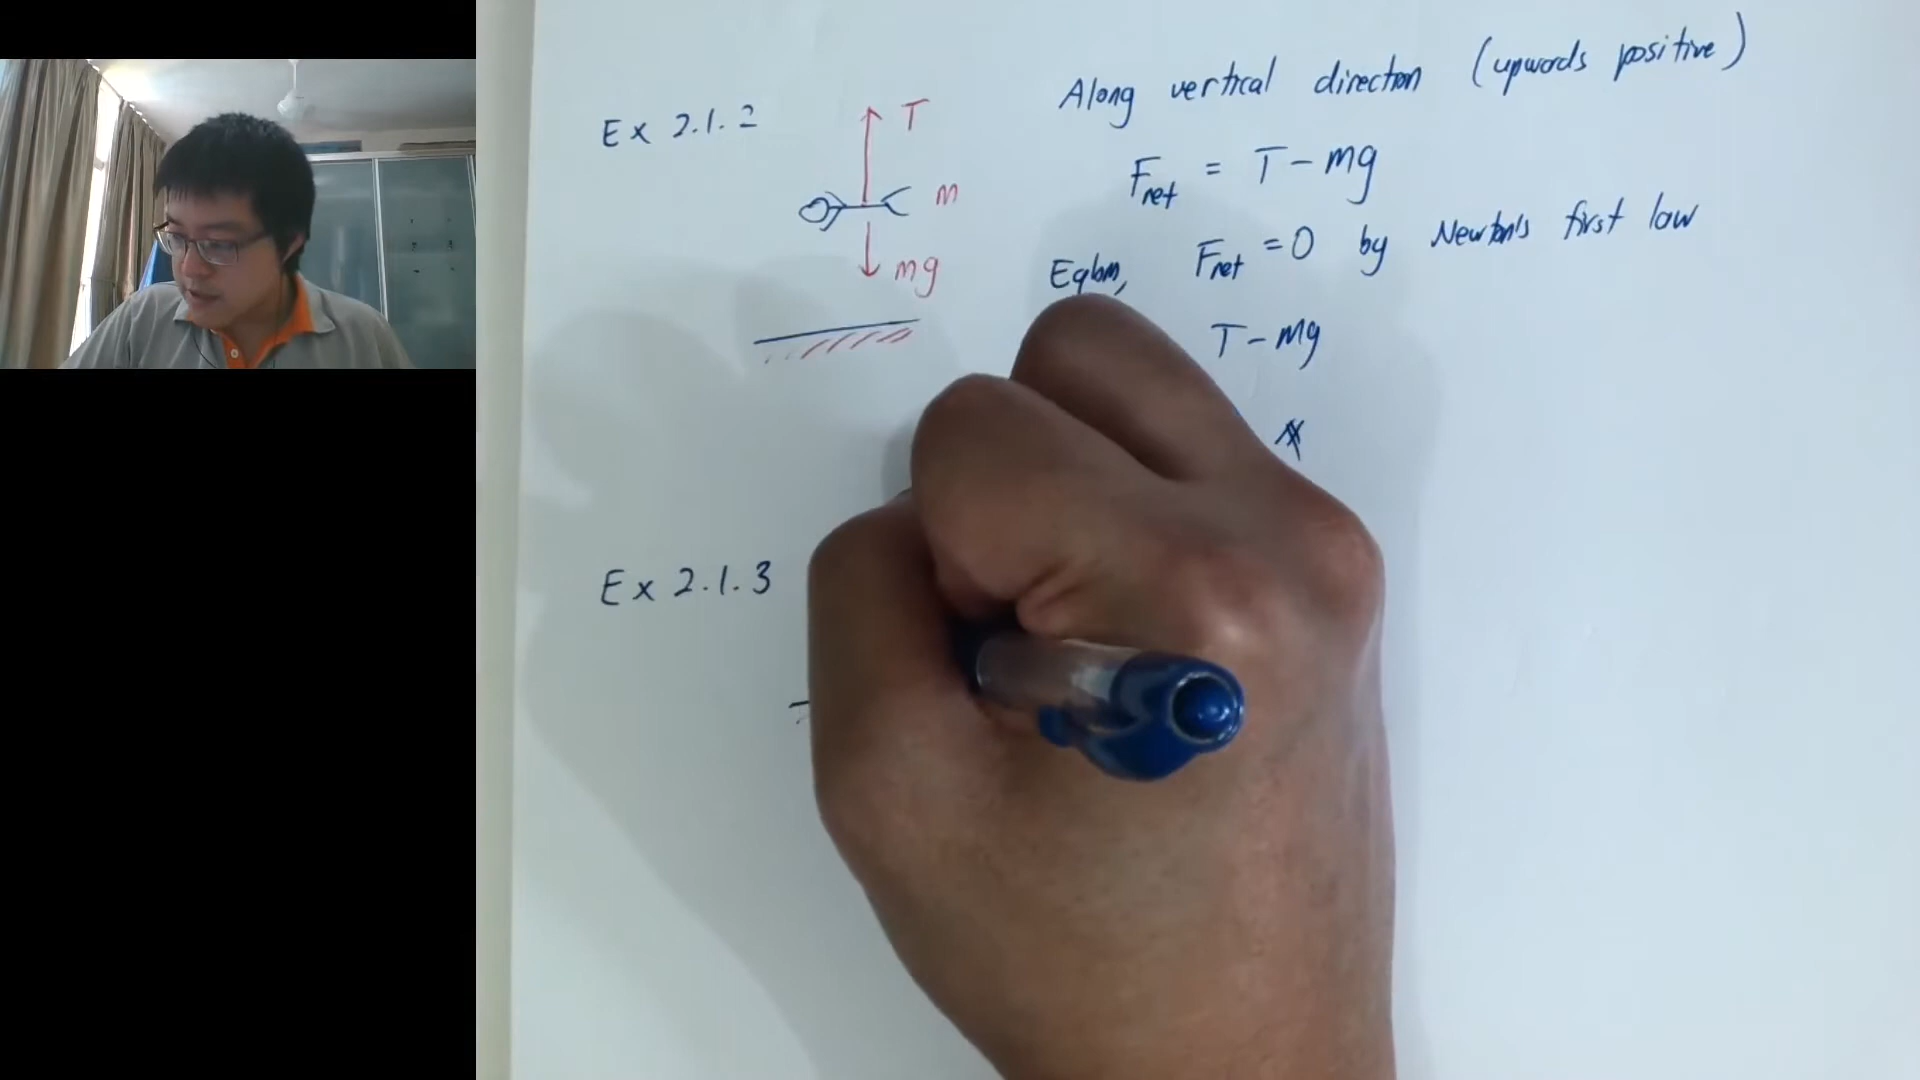 Ex 2.1.2
T
m
mg
Along vertical direction (upwards positive)
Fnet = T - mg
Eqbm, Fnet = 0 by Newton's first law
T - mg
Ex 2.1.3